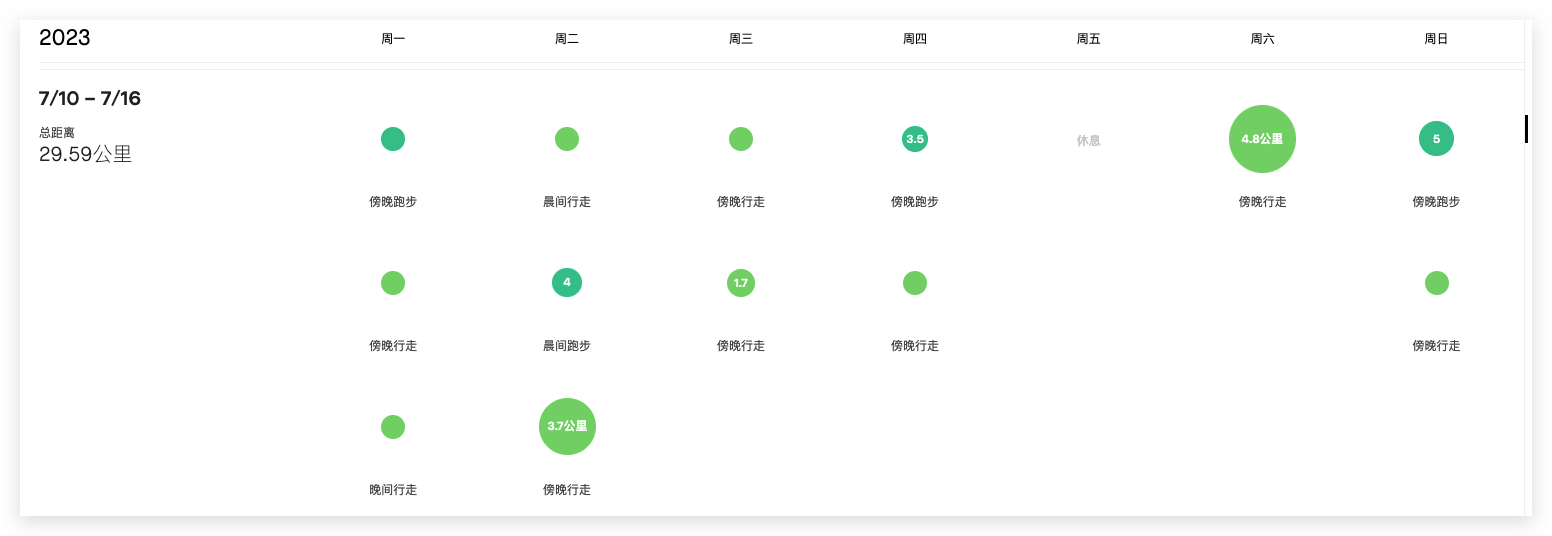 2023 周一 周二 周三 周四 周五 周六 周日
7/10 – 7/16
总距离
29.59公里
3.5 休息 4.8公里 5
傍晚跑步 晨间行走 傍晚行走 傍晚跑步 傍晚行走 傍晚跑步
4 1.7
傍晚行走 晨间跑步 傍晚行走 傍晚行走 傍晚行走
3.7公里
晚间行走 傍晚行走